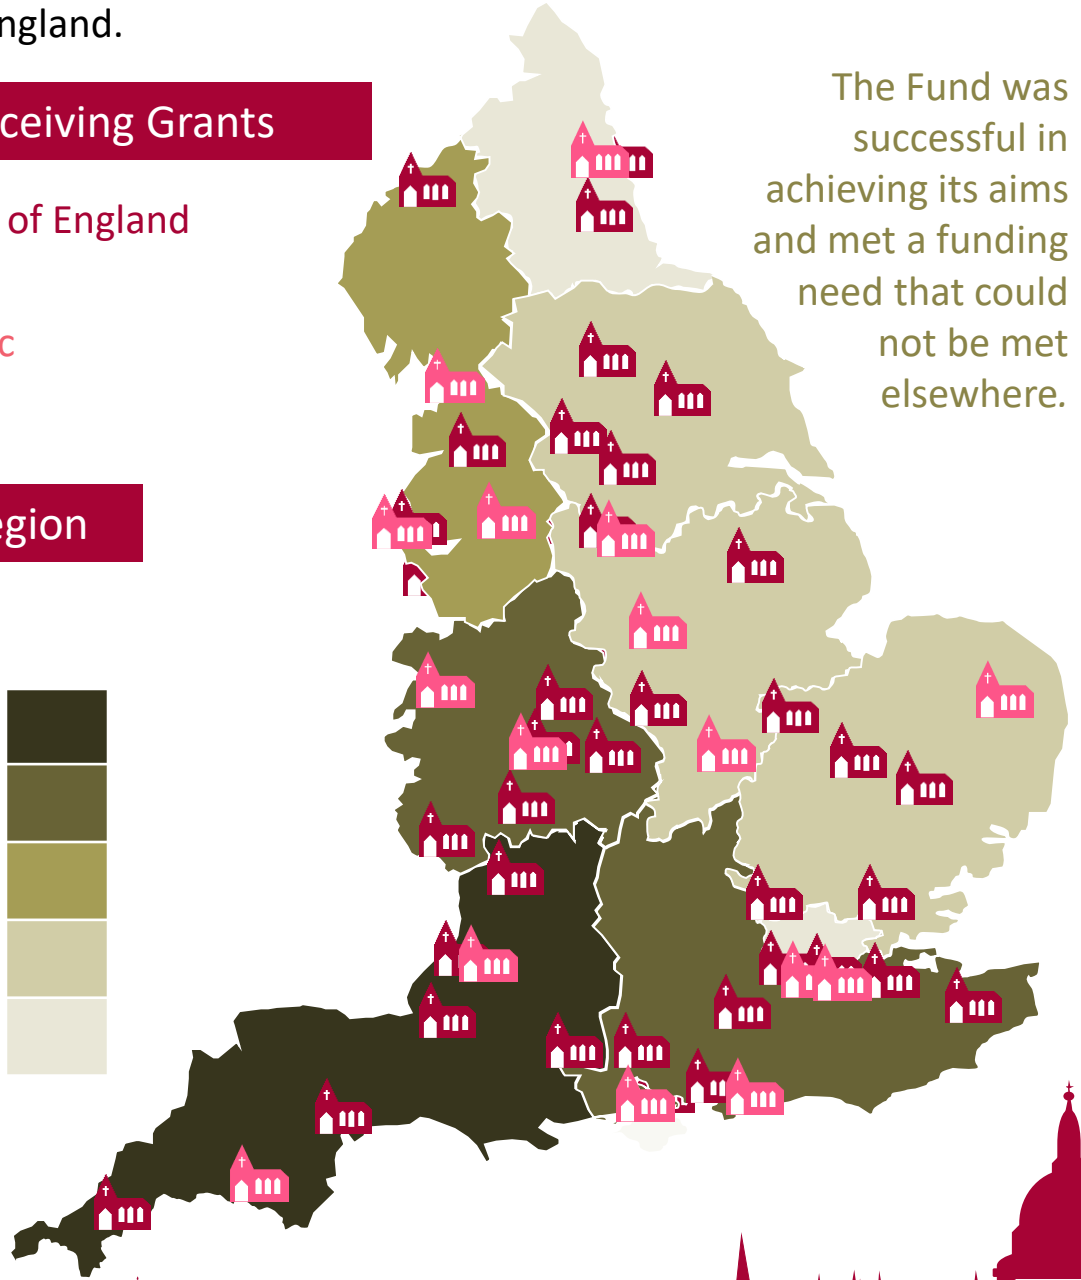 ngland.
ceiving Grants
of England
c
egion
The Fund was
successful in
achieving its aims
and met a funding
need that could
not be met
elsewhere.